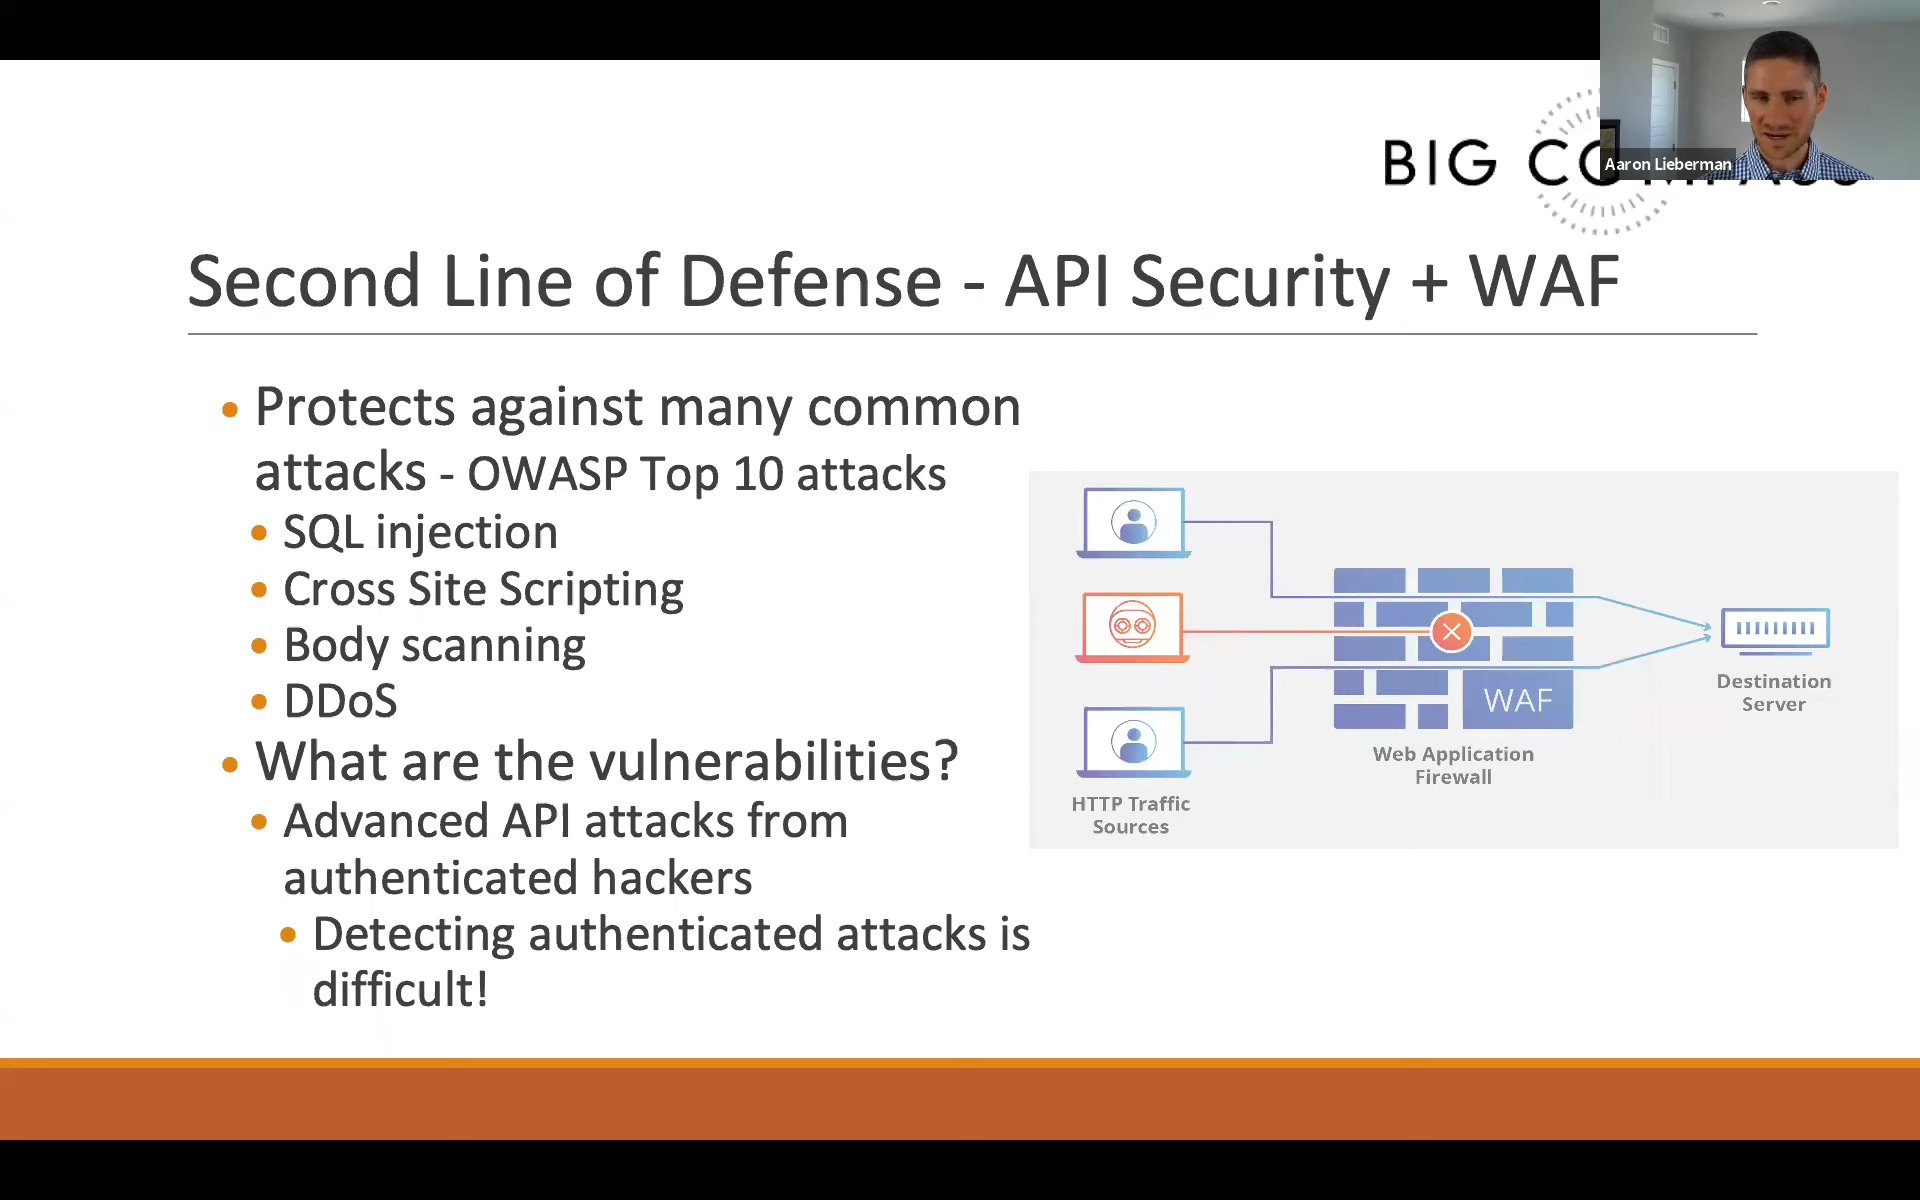 BIG CO
Aaron Lieberman
Second Line of Defense - API Security + WAF
• Protects against many common
attacks - OWASP Top 10 attacks
• SQL injection
• Cross Site Scripting
• Body scanning
• DDoS
• What are the vulnerabilities?
• Advanced API attacks from
authenticated hackers
• Detecting authenticated attacks is
difficult!
HTTP Traffic
Sources
WAF
Web Application
Firewall
Destination
Server